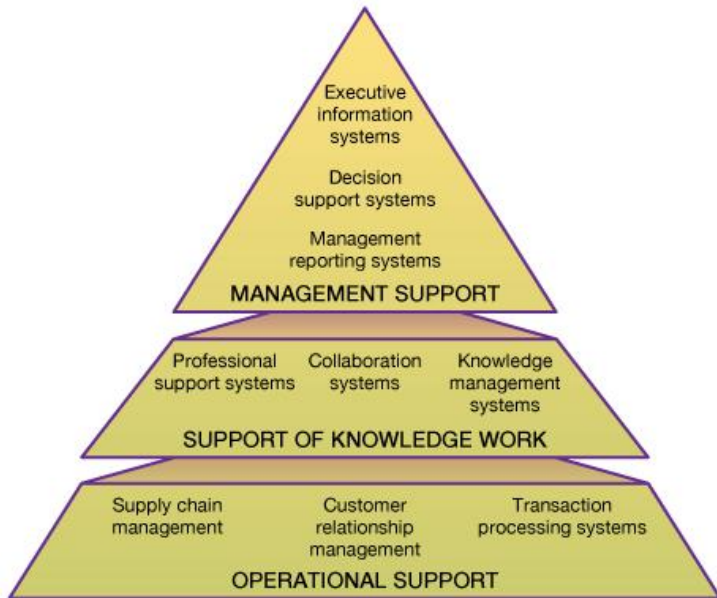 Executive
information
systems
Decision
support systems
Management
reporting systems
MANAGEMENT SUPPORT
Professional
support systems
Collaboration
systems
Knowledge
management
systems
SUPPORT OF KNOWLEDGE WORK
Supply chain
management
Customer
relationship
management
Transaction
processing systems
OPERATIONAL SUPPORT